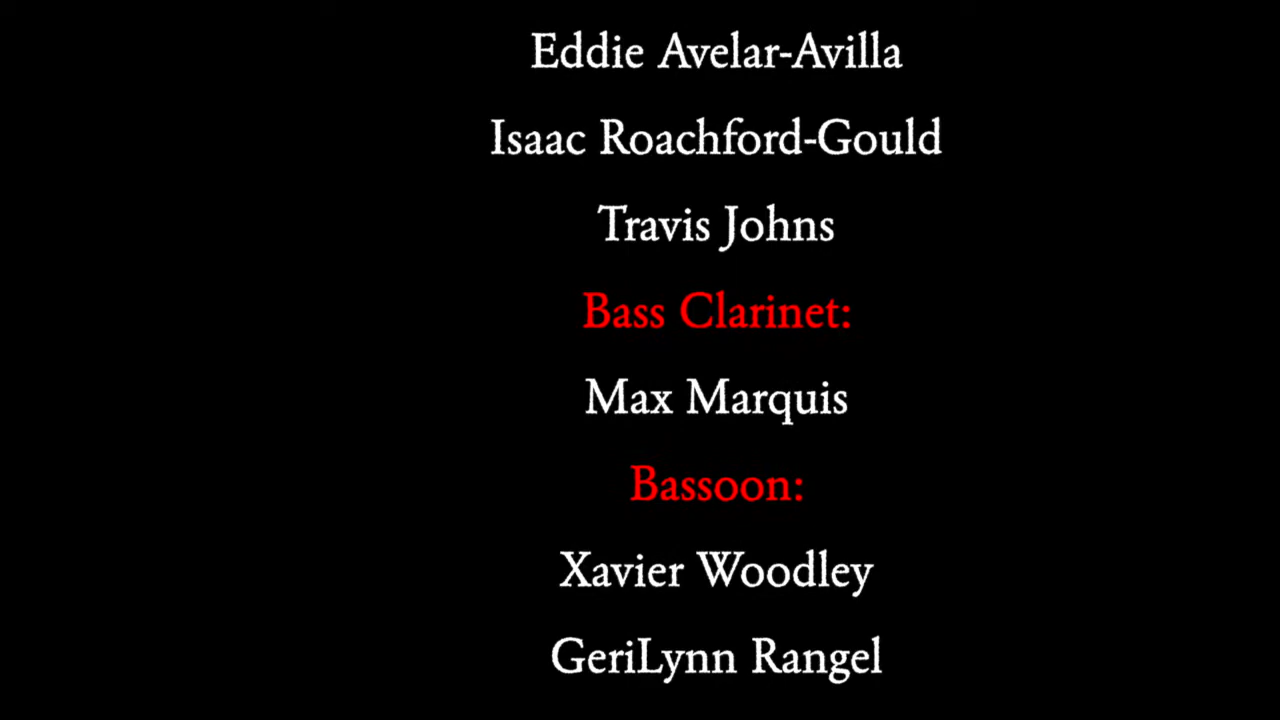 Eddie Avelar-Avilla
Isaac Roachford-Gould
Travis Johns
Bass Clarinet:
Max Marquis
Bassoon:
Xavier Woodley
GeriLynn Rangel